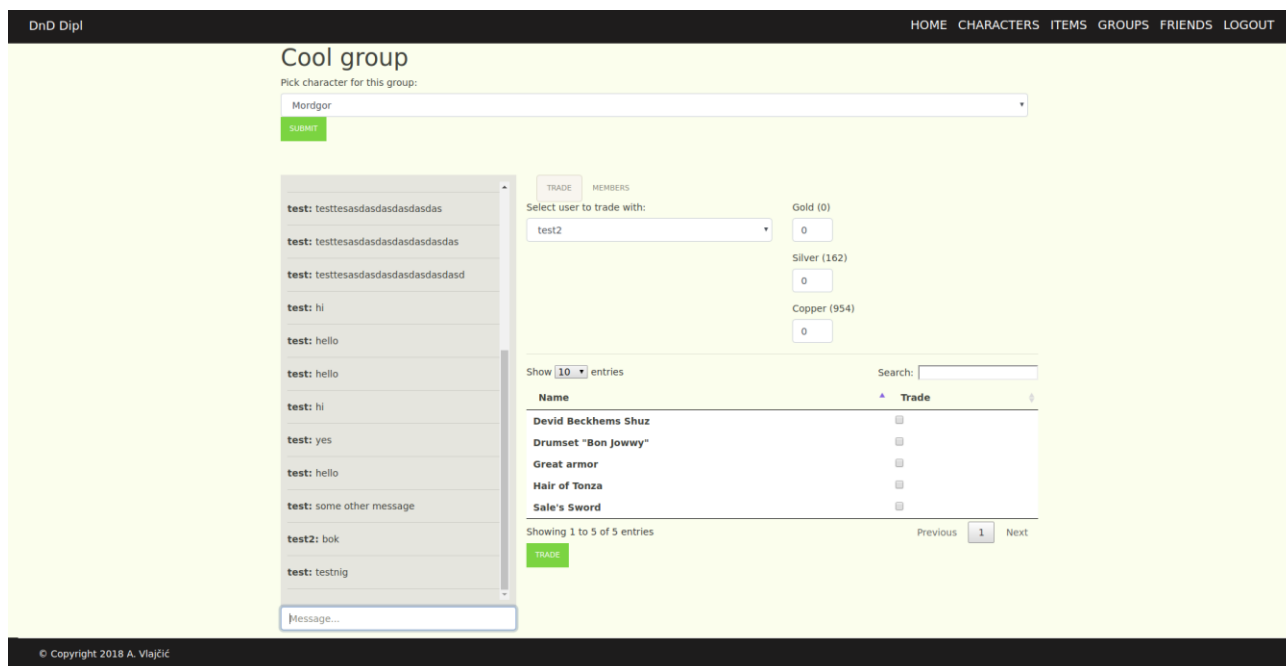 DnD Dipl
HOME CHARACTERS ITEMS GROUPS FRIENDS LOGOUT
Cool group
Pick character for this group:
Mordgor
SUBMIT
test: testtesasdasdasdasdasdas
test: testtesasdasdasdasdasdasdas
test: testtesasdasdasdasdasdasdasd
test: hi
test: hello
test: hello
test: hi
test: yes
test: hello
test: some other message
test2: bok
test: testnig
Message...
TRADE MEMBERS
Select user to trade with:
test2
Gold (0)
0
Silver (162)
0
Copper (954)
0
Show 10 entries
Search:
Name Trade
Devid Beckhems Shuz
Drumset "Bon Jowwy"
Great armor
Hair of Tonza
Sale's Sword
Showing 1 to 5 of 5 entries
Previous 1 Next
TRADE
© Copyright 2018 A. Vlajčić